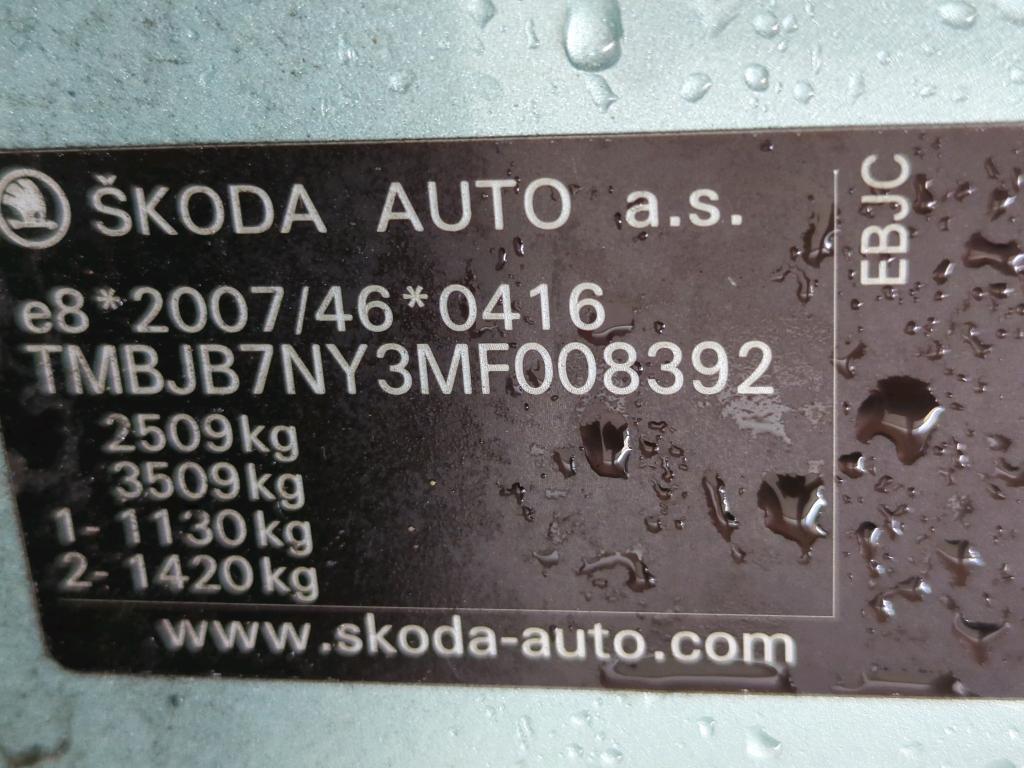 ŠKODA AUTO a.s.
e8*2007/46*0416
TMBJB7NY3MF008392
2509kg
3509kg
1- 1130kg
2- 1420kg
www.skoda-auto.com
EBJC